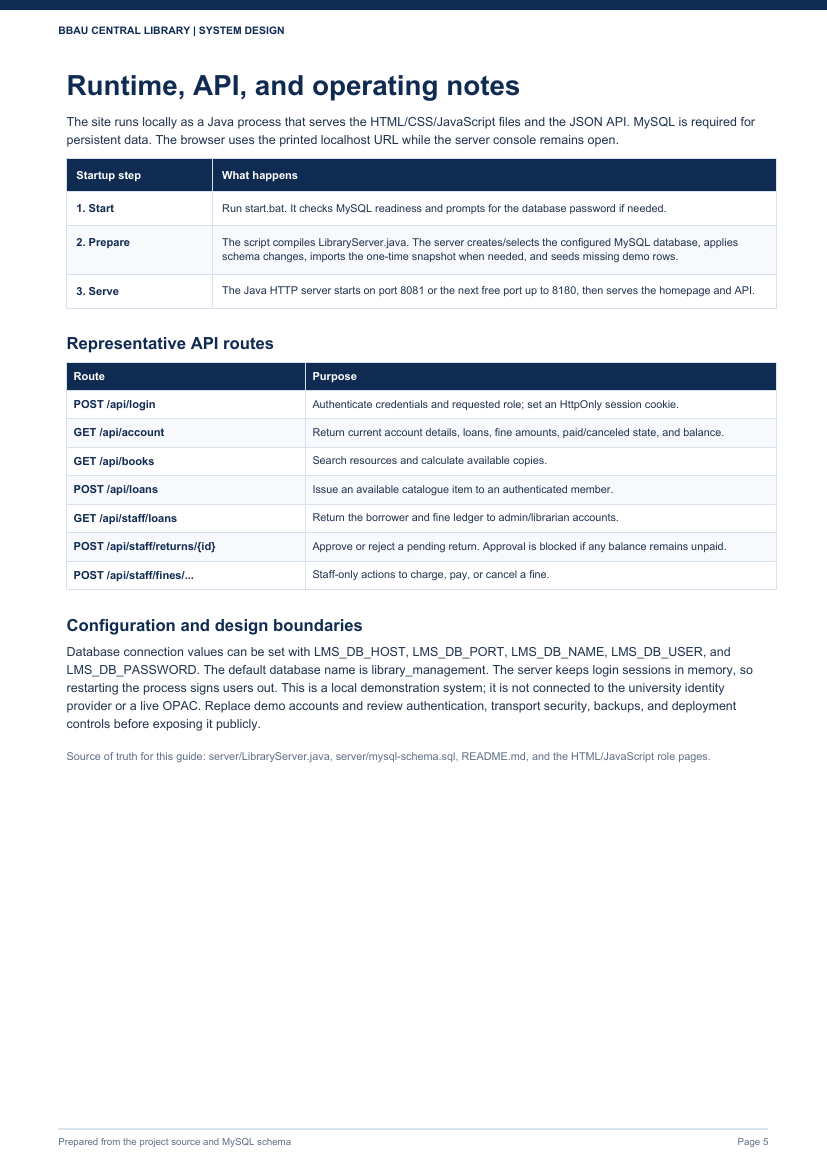 BBAU CENTRAL LIBRARY | SYSTEM DESIGN
Runtime, API, and operating notes
The site runs locally as a Java process that serves the HTML/CSS/JavaScript files and the JSON API. MySQL is required for
persistent data. The browser uses the printed localhost URL while the server console remains open.
Startup step What happens
1. Start Run start.bat. It checks MySQL readiness and prompts for the database password if needed.
2. Prepare The script compiles LibraryServer.java. The server creates/selects the configured MySQL database, applies
schema changes, imports the one-time snapshot when needed, and seeds missing demo rows.
3. Serve The Java HTTP server starts on port 8081 or the next free port up to 8180, then serves the homepage and API.
Representative API routes
Route Purpose
POST /api/login Authenticate credentials and requested role; set an HttpOnly session cookie.
GET /api/account Return current account details, loans, fine amounts, paid/canceled state, and balance.
GET /api/books Search resources and calculate available copies.
POST /api/loans Issue an available catalogue item to an authenticated member.
GET /api/staff/loans Return the borrower and fine ledger to admin/librarian accounts.
POST /api/staff/returns/{id} Approve or reject a pending return. Approval is blocked if any balance remains unpaid.
POST /api/staff/fines/... Staff-only actions to charge, pay, or cancel a fine.
Configuration and design boundaries
Database connection values can be set with LMS_DB_HOST, LMS_DB_PORT, LMS_DB_NAME, LMS_DB_USER, and
LMS_DB_PASSWORD. The default database name is library_management. The server keeps login sessions in memory, so
restarting the process signs users out. This is a local demonstration system; it is not connected to the university identity
provider or a live OPAC. Replace demo accounts and review authentication, transport security, backups, and deployment
controls before exposing it publicly.
Source of truth for this guide: server/LibraryServer.java, server/mysql-schema.sql, README.md, and the HTML/JavaScript role pages.
Prepared from the project source and MySQL schema Page 5